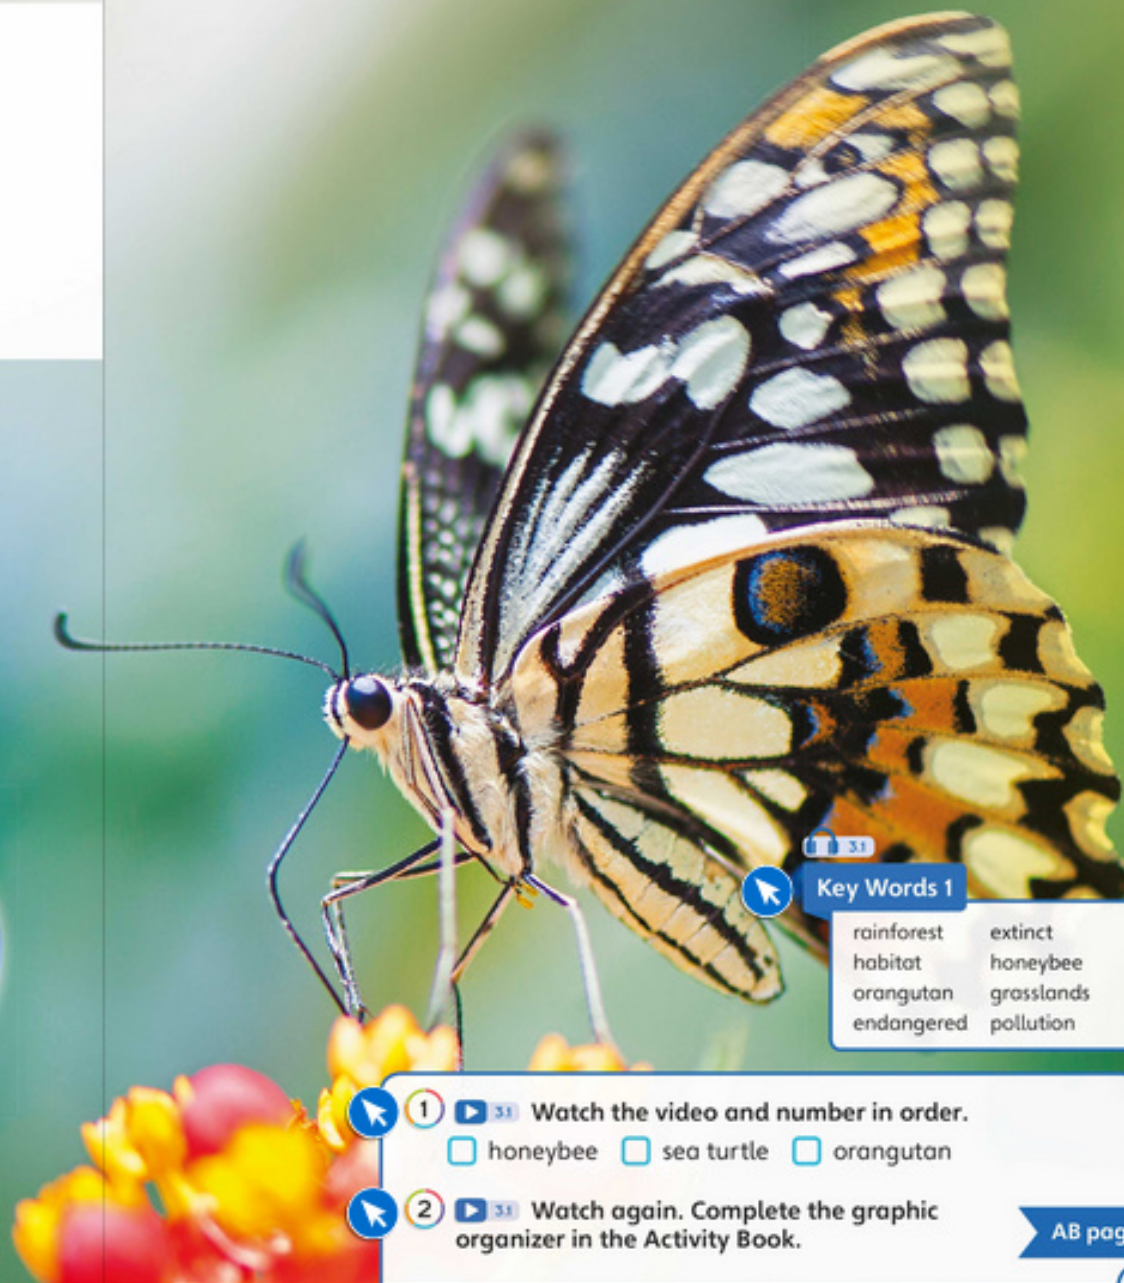 3.1
Key Words 1
rainforest extinct
habitat honeybee
orangutan grasslands
endangered pollution
1 3.1 Watch the video and number in order.
honeybee sea turtle orangutan
2 3.1 Watch again. Complete the graphic
organizer in the Activity Book.
AB